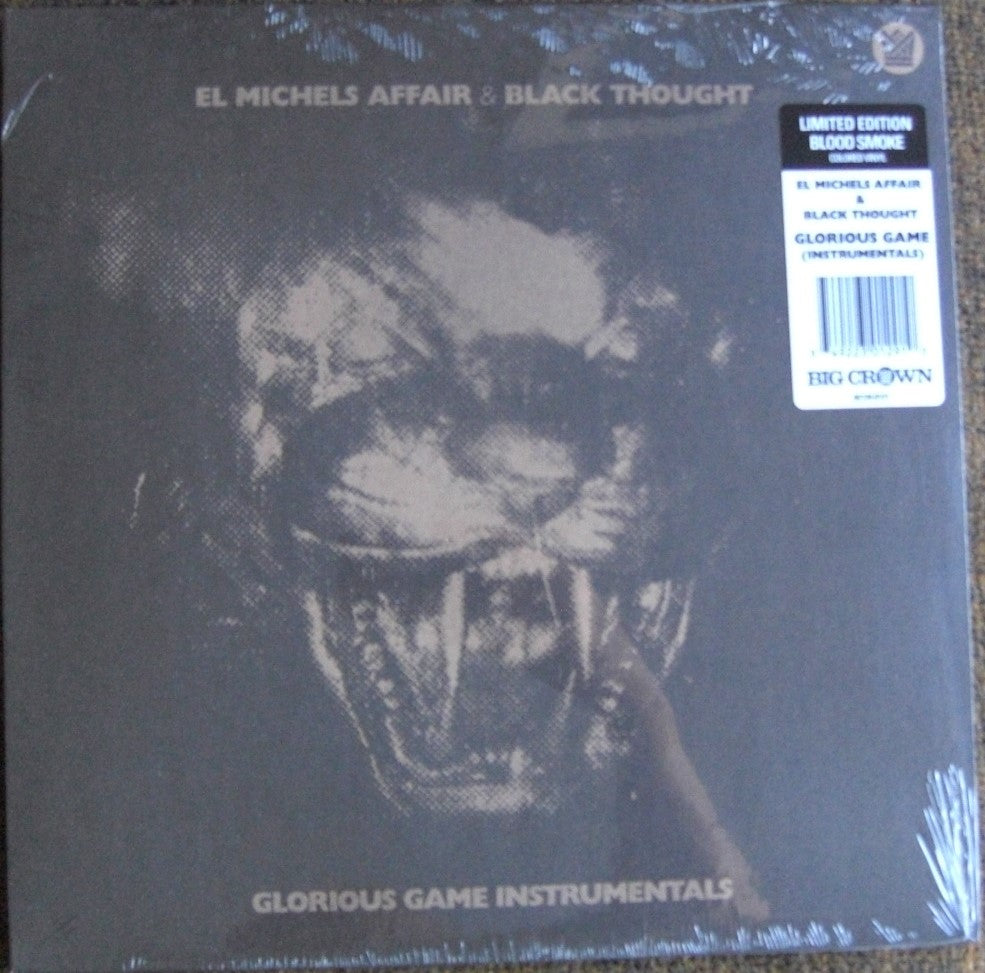 EL MICHELS AFFAIR & BLACK THOUGHT
LIMITED EDITION
BLOOD SMOKE
COLORED VINYL
EL MICHELS AFFAIR
&
BLACK THOUGHT
GLORIOUS GAME
(INSTRUMENTALS)
BIG CROWN
GLORIOUS GAME INSTRUMENTALS